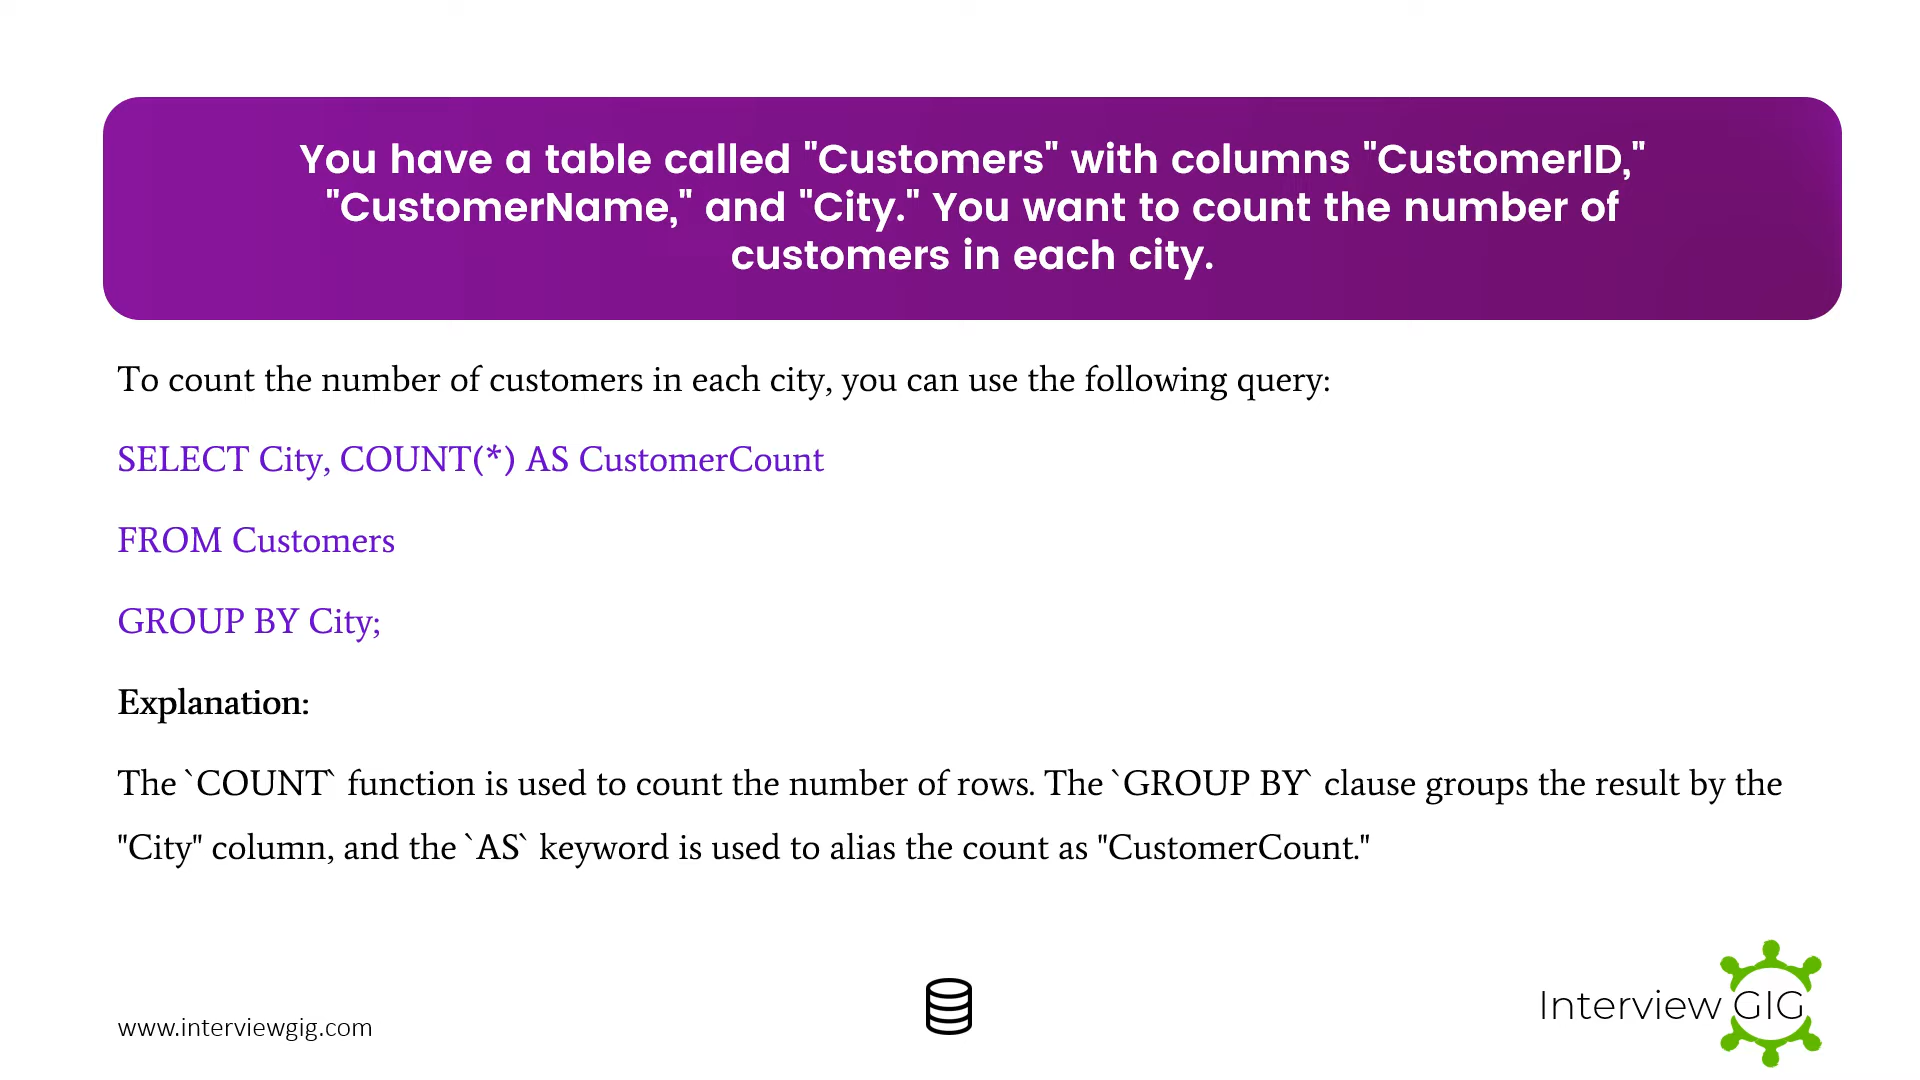 You have a table called "Customers" with columns "CustomerID,"
"CustomerName," and "City." You want to count the number of
customers in each city.
To count the number of customers in each city, you can use the following query:
SELECT City, COUNT(*) AS CustomerCount
FROM Customers
GROUP BY City;
Explanation:
The `COUNT` function is used to count the number of rows. The `GROUP BY` clause groups the result by the
"City" column, and the `AS` keyword is used to alias the count as "CustomerCount."
www.interviewgig.com
Interview GIG